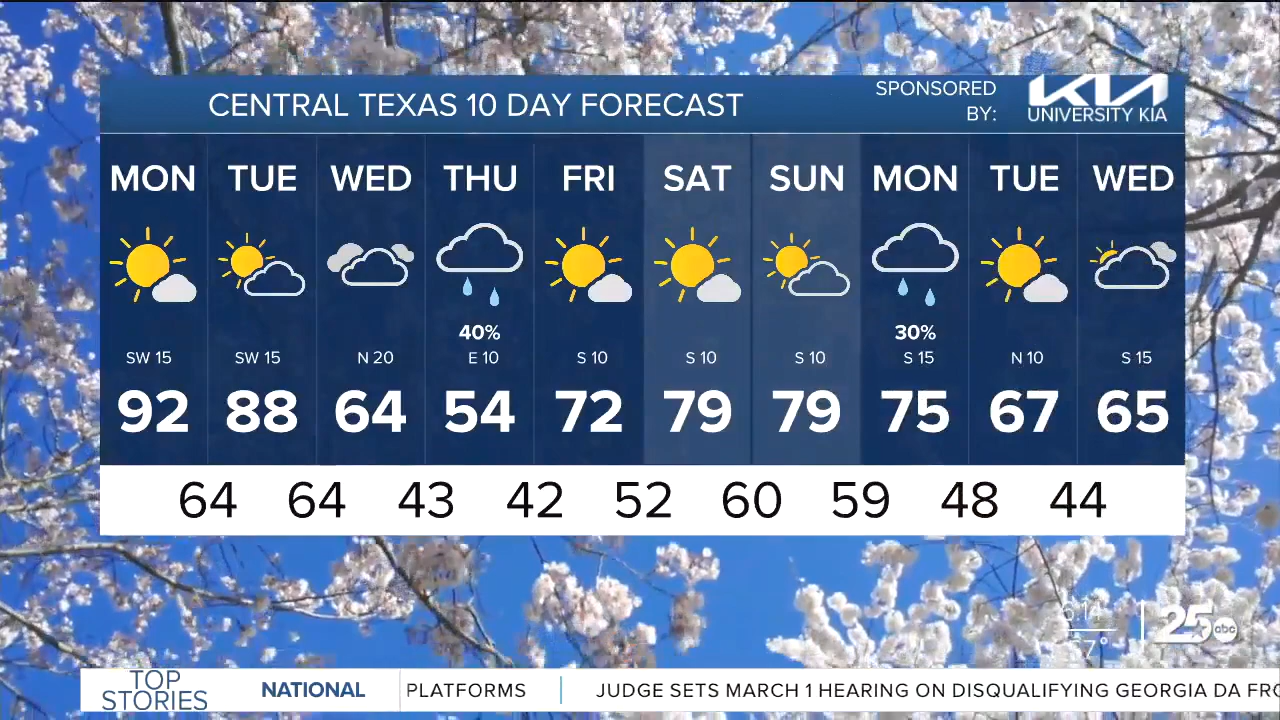 CENTRAL TEXAS 10 DAY FORECAST
SPONSORED
BY:
KIA
UNIVERSITY KIA
MON TUE WED THU FRI SAT SUN MON TUE WED
40% 30%
SW 15 SW 15 N 20 E 10 S 10 S 10 S 10 S 15 N 10 S 15
92 88 64 54 72 79 79 75 67 65
64 64 43 42 52 60 59 48 44
6:14
25 abc
TOP
STORIES
NATIONAL
PLATFORMS
JUDGE SETS MARCH 1 HEARING ON DISQUALIFYING GEORGIA DA